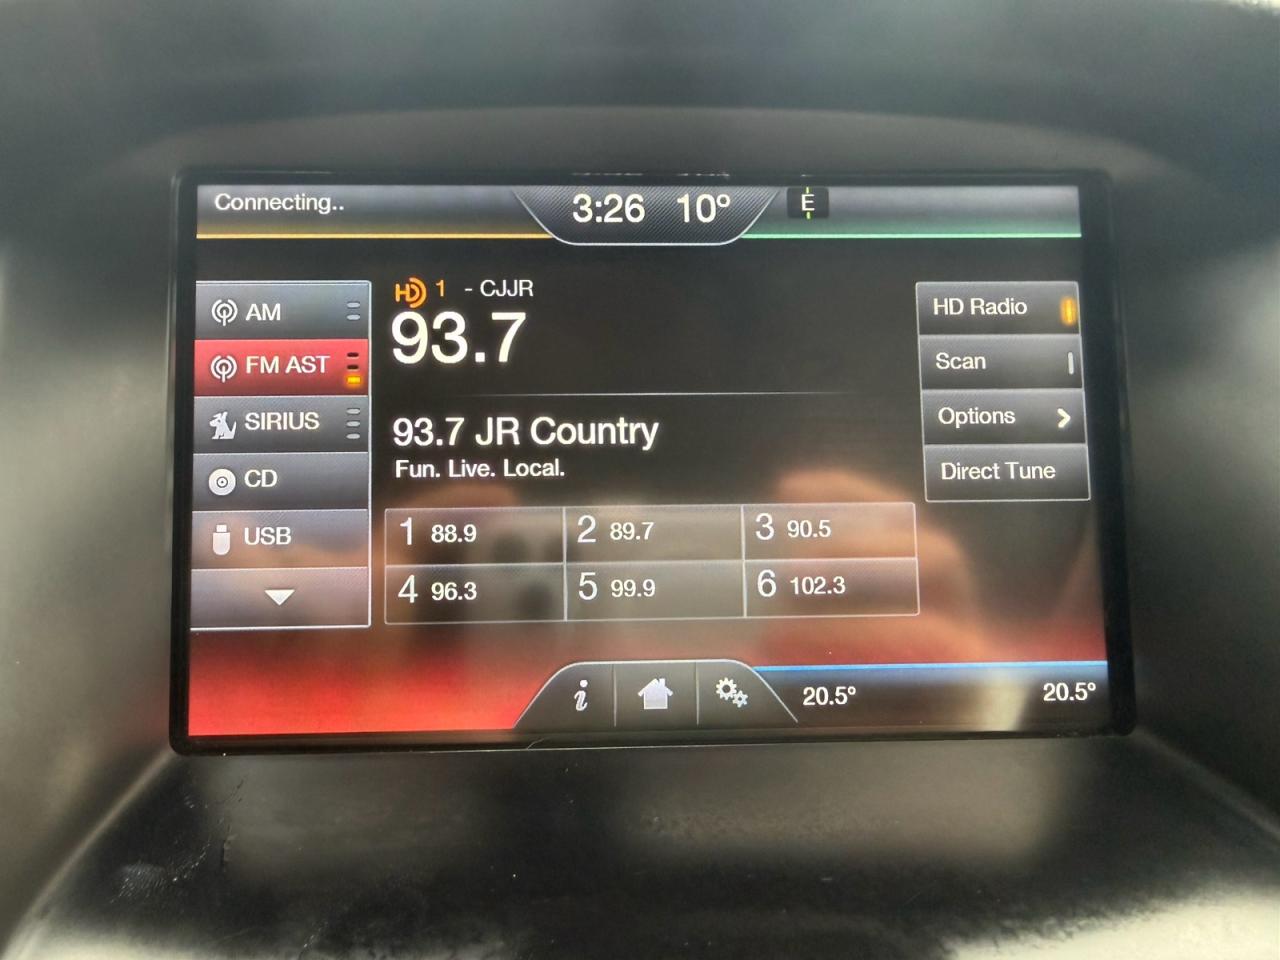 Connecting..
3:26 10°
E
AM
FM AST
SIRIUS
CD
USB
HD 1 - CJJR
93.7
93.7 JR Country
Fun. Live. Local.
1 88.9
2 89.7
3 90.5
4 96.3
5 99.9
6 102.3
HD Radio
Scan
Options
Direct Tune
i
20.5°
20.5°